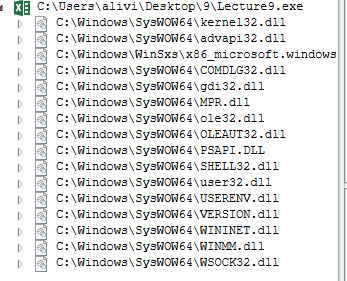 C:\Users\alivi\Desktop\9\Lecture9.exe
C:\Windows\SysWOW64\kernel32.dll
C:\Windows\SysWOW64\advapi32.dll
C:\Windows\WinSxs\x86_microsoft.windows
C:\Windows\SysWOW64\COMDLG32.dll
C:\Windows\SysWOW64\gdi32.dll
C:\Windows\SysWOW64\MPR.dll
C:\Windows\SysWOW64\ole32.dll
C:\Windows\SysWOW64\OLEAUT32.dll
C:\Windows\SysWOW64\PSAPI.DLL
C:\Windows\SysWOW64\SHELL32.dll
C:\Windows\SysWOW64\user32.dll
C:\Windows\SysWOW64\USERENV.dll
C:\Windows\SysWOW64\VERSION.dll
C:\Windows\SysWOW64\WININET.dll
C:\Windows\SysWOW64\WINMM.dll
C:\Windows\SysWOW64\WSOCK32.dll